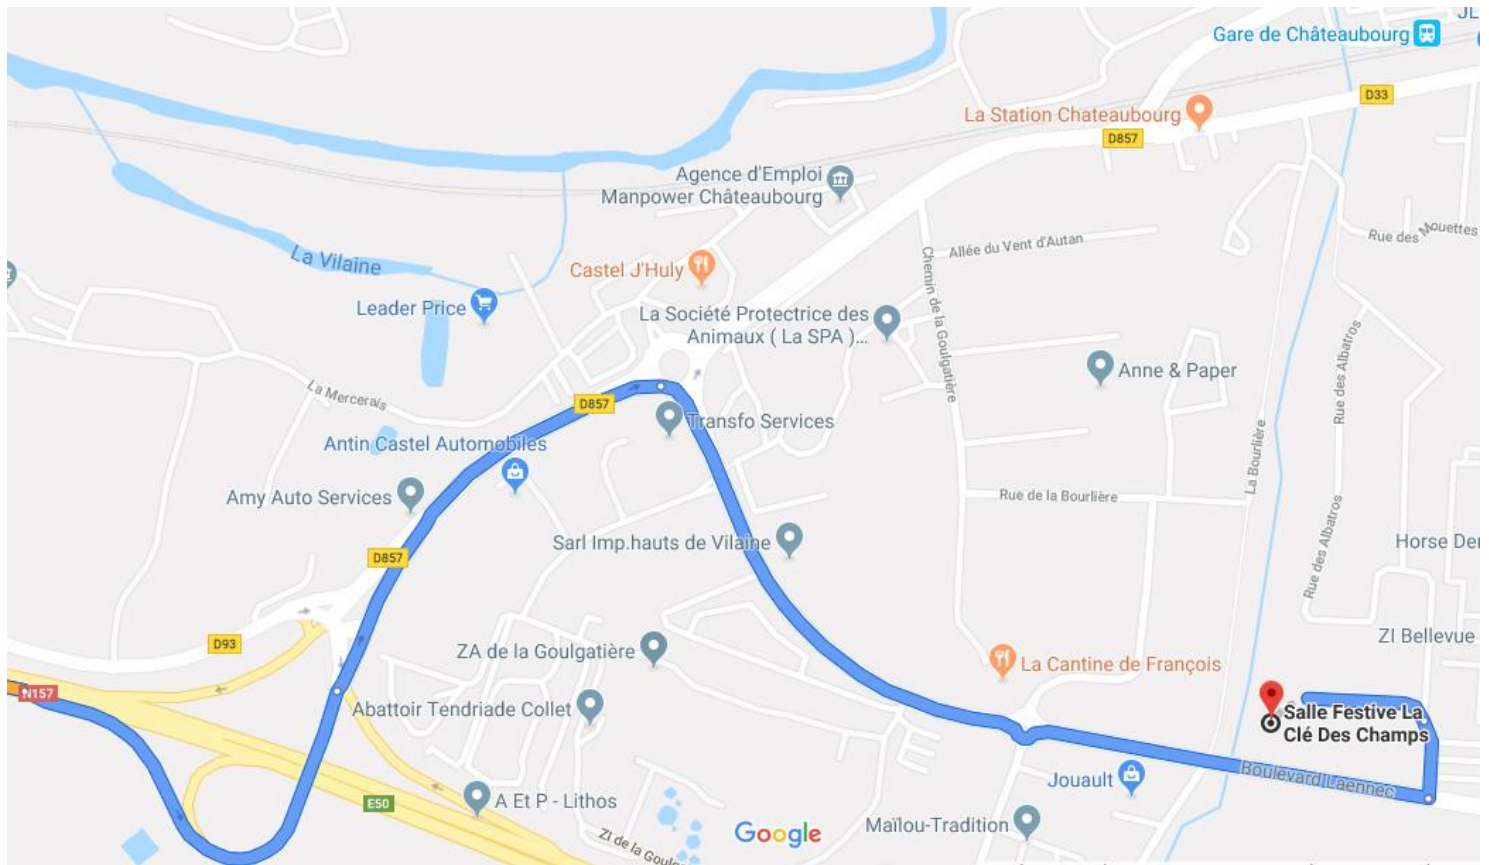 JL
Gare de Châteaubourg
D33
La Station Chateaubourg
D857
Agence d'Emploi
Manpower Châteaubourg
Rue des Mouettes
Allée du Vent d'Autan
La Vilaine
Castel J'Huly
Chemin de la Goulgatière
Leader Price
La Société Protectrice des
Animaux ( La SPA )...
Rue des Albatros
Anne & Paper
La Mercerais
D857
Transfo Services
Antin Castel Automobiles
La Bourlière
Amy Auto Services
Rue de la Bourlière
Rue des Albatros
Sarl Imp.hauts de Vilaine
Horse De
D857
D93
ZI Bellevue
ZA de la Goulgatière
La Cantine de François
N157
Abattoir Tendriade Collet
Salle Festive La
Clé Des Champs
Boulevard Laennec
Jouault
E50
A Et P - Lithos
Maïlou-Tradition
Google
ZI de la Goulg